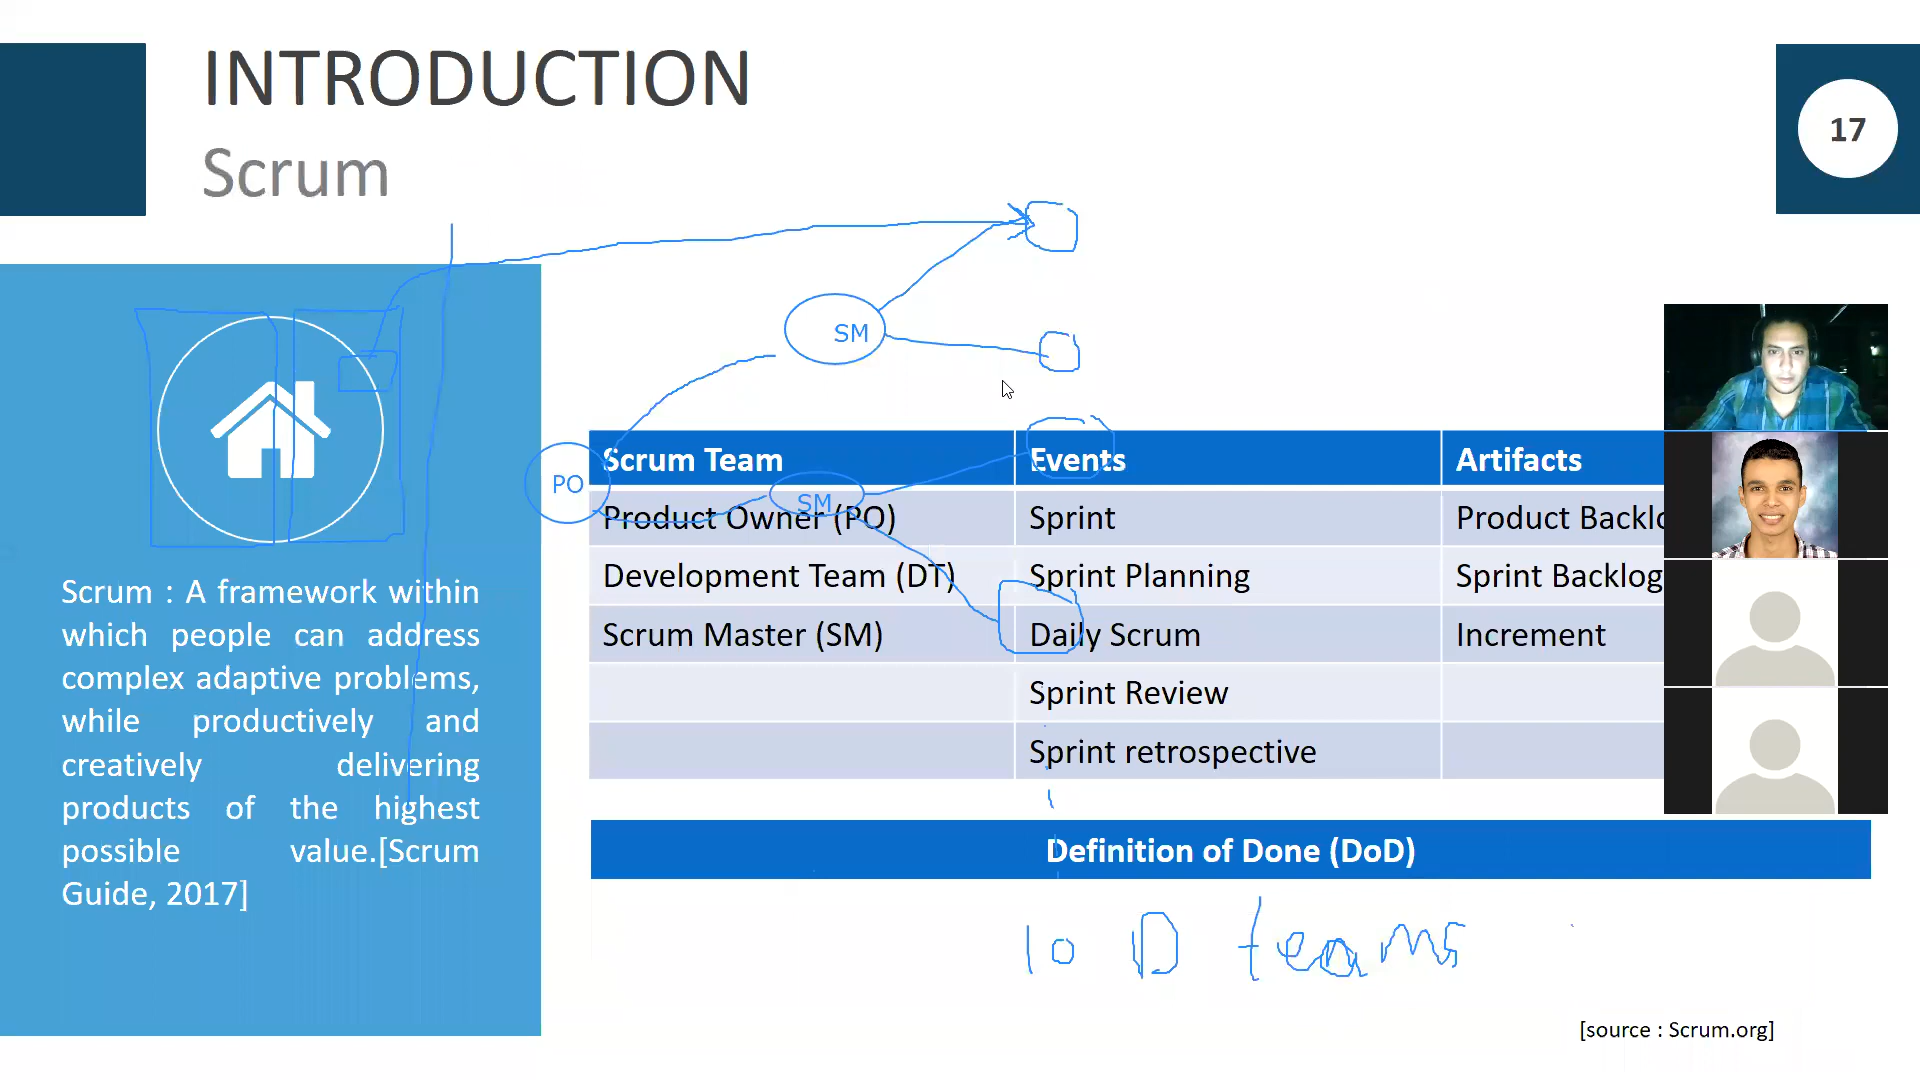 INTRODUCTION
Scrum
17
SM
PO
SM
Scrum : A framework within
which people can address
complex adaptive problems,
while productively and
creatively delivering
products of the highest
possible value.[Scrum
Guide, 2017]
Scrum Team Events Artifacts
Product Owner (PO) Sprint Product Backlo
Development Team (DT) Sprint Planning Sprint Backlog
Scrum Master (SM) Daily Scrum Increment
Sprint Review
Sprint retrospective
Definition of Done (DoD)
10 D teams
[source : Scrum.org]